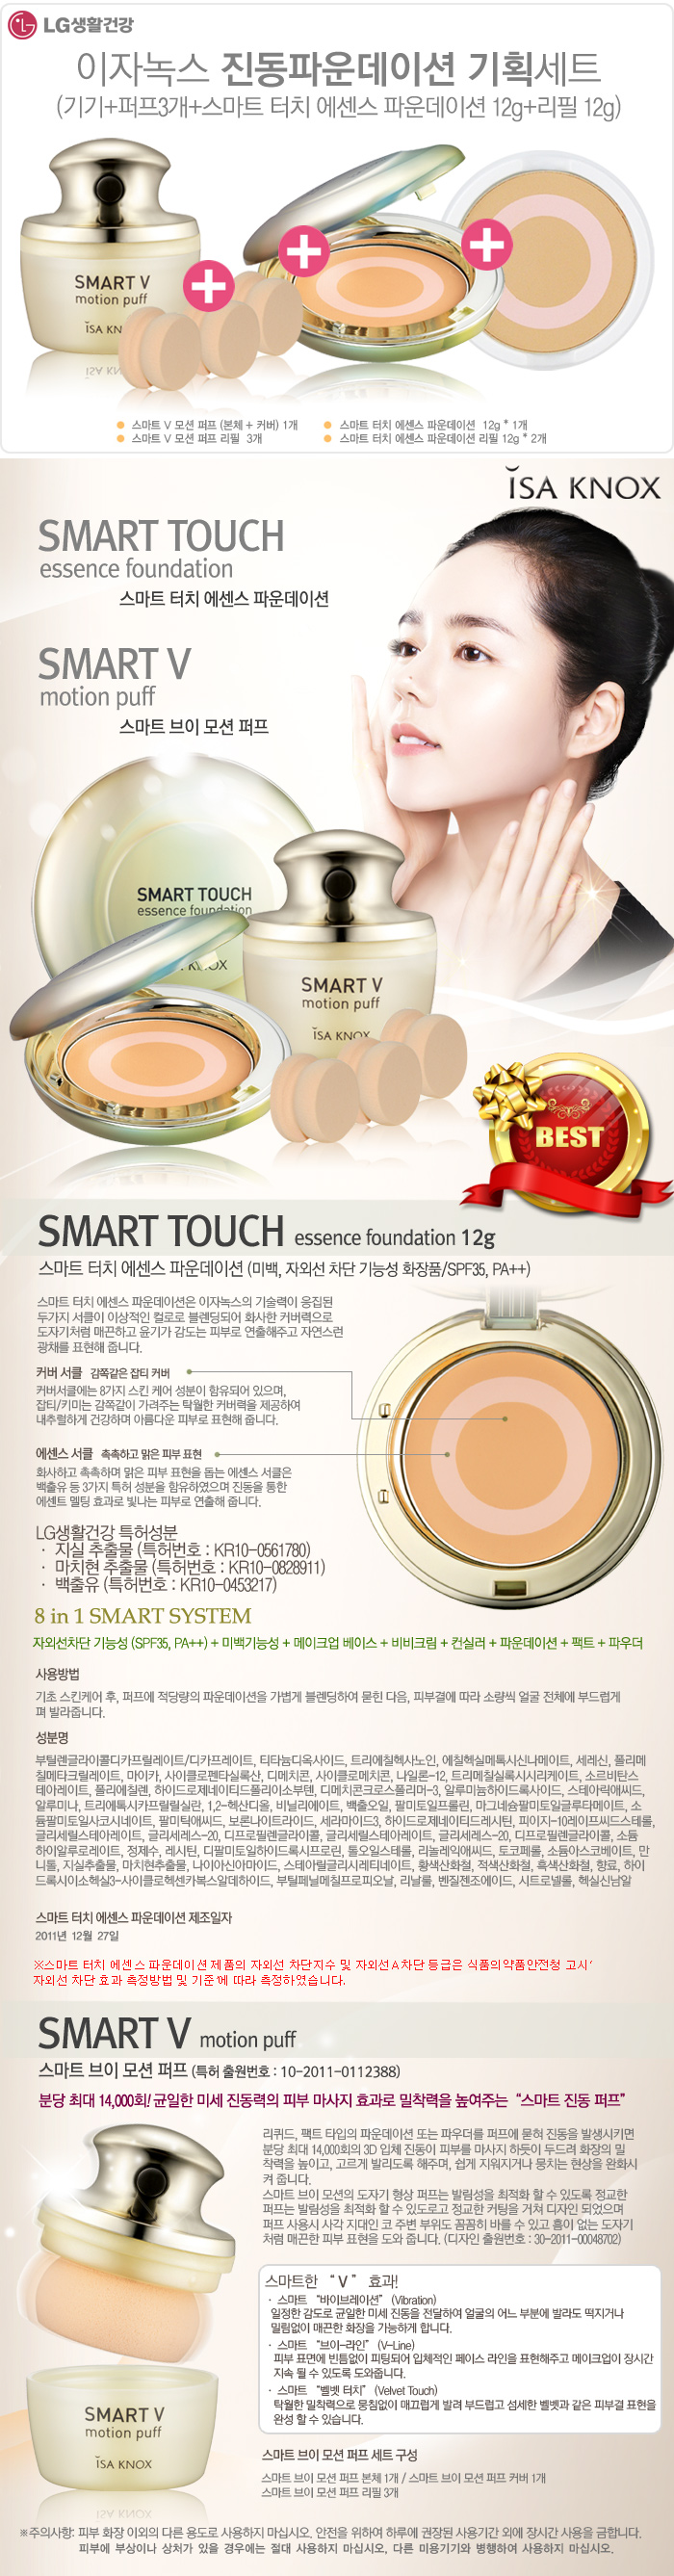 LG생활건강
이자녹스 진동파운데이션 기획세트
(기기+퍼프3개+스마트 터치 에센스 파운데이션 12g+리필 12g)
SMART V
motion puff
ISA KN
스마트 V 모션 퍼프 (본체 + 커버) 1개
스마트 V 모션 퍼프 리필 3개
스마트 터치 에센스 파운데이션 12g * 1개
스마트 터치 에센스 파운데이션 리필 12g * 2개
ISA KNOX
SMART TOUCH
essence foundation
스마트 터치 에센스 파운데이션
SMART V
motion puff
스마트 브이 모션 퍼프
SMART TOUCH
essence foundation
SMART V
motion puff
ISA KNOX
BEST
SMART TOUCH essence foundation 12g
스마트 터치 에센스 파운데이션 (미백, 자외선 차단 기능성 화장품/SPF35, PA++)
스마트 터치 에센스 파운데이션은 이자녹스의 기술력이 응집된
두가지 서클이 이상적인 컬로로 블렌딩되어 화사한 커버력으로
도자기처럼 매끈하고 윤기가 감도는 피부로 연출해주고 자연스런
광채를 표현해 줍니다.
커버 서클 감쪽같은 잡티 커버
커버서클에는 8가지 스킨 케어 성분이 함유되어 있으며,
잡티/키미는 감쪽같이 가려주는 탁월한 커버력을 제공하여
내추럴하게 건강하며 아름다운 피부로 표현해 줍니다.
에센스 서클 촉촉하고 맑은 피부 표현
화사하고 촉촉하며 맑은 피부 표현을 돕는 에센스 서클은
백출유 등 3가지 특허 성분을 함유하였으며 진동을 통한
에센트 멜팅 효과로 빛나는 피부로 연출해 줍니다.
LG생활건강 특허성분
· 지실 추출물 (특허번호 : KR10-0561780)
· 마치현 추출물 (특허번호 : KR10-0828911)
· 백출유 (특허번호 : KR10-0453217)
8 in 1 SMART SYSTEM
자외선차단 기능성 (SPF35, PA++) + 미백기능성 + 메이크업 베이스 + 비비크림 + 컨실러 + 파운데이션 + 팩트 + 파우더
사용방법
기초 스킨케어 후, 퍼프에 적당량의 파운데이션을 가볍게 블렌딩하여 묻힌 다음, 피부결에 따라 소량씩 얼굴 전체에 부드럽게
펴 발라줍니다.
성분명
부틸렌글라이콜디카프릴레이트/디카프레이트, 티타늄디옥사이드, 트리에칠헥사노인, 에칠헥실메톡시신나메이트, 세레신, 폴리메
칠메타크릴레이트, 마이카, 사이클로펜타실록산, 디메치콘, 사이클로메치콘, 나일론-12, 트리메칠실록시시리케이트, 소르비탄스
테아레이트, 폴리에칠렌, 하이드로제네이티드폴리이소부텐, 디메치콘크로스폴리머-3, 알루미늄하이드록사이드, 스테아릭애씨드,
알루미나, 트리에톡시카프릴릴실란, 1,2-헥산디올, 비닐리에이트, 백출오일, 팔미토일프롤린, 마그네슘팔미토일글루타메이트, 소
듐팔미토일사코시네이트, 팔미틱애씨드, 보론나이트라이드, 세라마이드3, 하이드로제네이티드레시틴, 피이지-10레이프씨드스테롤,
글리세릴스테아레이트, 글리세레스-20, 디프로필렌글라이콜, 글리세릴스테아레이트, 글리세레스-20, 디프로필렌글라이콜, 소듐
하이알루로레이트, 정제수, 레시틴, 디팔미토일하이드록시프로린, 톨오일스테롤, 리놀레익애씨드, 토코페롤, 소듐아스코베이트, 만
니톨, 지실추출물, 마치현추출물, 나이아신아마이드, 스테아릴글리시레티네이트, 황색산화철, 적색산화철, 흑색산화철, 향료, 하이
드록시이소헥실3-사이클로헥센카복스알데하이드, 부틸페닐메칠프로피오날, 리날룰, 벤질젠조에이드, 시트로넬롤, 헥실신남알
스마트 터치 에센스 파운데이션 제조일자
2011년 12월 27일
※스마트 터치 에센스 파운데이션 제품의 자외선 차단지수 및 자외선A차단 등급은 식품의약품안전청 고시‘
자외선 차단 효과 측정방법 및 기준’에 따라 측정하였습니다.
SMART V motion puff
스마트 브이 모션 퍼프 (특허 출원번호 : 10-2011-0112388)
분당 최대 14,000회! 균일한 미세 진동력의 피부 마사지 효과로 밀착력을 높여주는 “스마트 진동 퍼프”
리퀴드, 팩트 타입의 파운데이션 또는 파우더를 퍼프에 묻혀 진동을 발생시키면
분당 최대 14,000회의 3D 입체 진동이 피부를 마사지 하듯이 두드려 화장의 밀
착력을 높이고, 고르게 발리도록 해주며, 쉽게 지워지거나 뭉치는 현상을 완화시
켜 줍니다.
스마트 브이 모션의 도자기 형상 퍼프는 발림성을 최적화 할 수 있도록 정교한
퍼프는 발림성을 최적화 할 수 있도로고 정교한 커팅을 거쳐 디자인 되었으며
퍼프 사용시 사각 지대인 코 주변 부위도 꼼꼼히 바를 수 있고 흠이 없는 도자기
처럼 매끈한 피부 표현을 도와 줍니다. (디자인 출원번호 : 30-2011-00048702)
스마트한 “V” 효과!
· 스마트 “바이브레이션” (Vibration)
일정한 감도로 균일한 미세 진동을 전달하여 얼굴의 어느 부분에 발라도 떡지거나
밀림없이 매끈한 화장을 가능하게 합니다.
· 스마트 “브이-라인” (V-Line)
피부 표면에 빈틈없이 피팅되어 입체적인 페이스 라인을 표현해주고 메이크업이 장시간
지속 될 수 있도록 도와줍니다.
· 스마트 “벨벳 터치” (Velvet Touch)
탁월한 밀착력으로 뭉침없이 매끄럽게 발려 부드럽고 섬세한 벨벳과 같은 피부결 표현을
완성 할 수 있습니다.
SMART V
motion puff
ISA KNOX
스마트 브이 모션 퍼프 세트 구성
스마트 브이 모션 퍼프 본체 1개 / 스마트 브이 모션 퍼프 커버 1개
스마트 브이 모션 퍼프 리필 3개
※주의사항: 피부 화장 이외의 다른 용도로 사용하지 마십시오. 안전을 위하여 하루에 권장된 사용기간 외에 장시간 사용을 금합니다.
피부에 부상이나 상처가 있을 경우에는 절대 사용하지 마십시오, 다른 미용기기와 병행하여 사용하지 마십시오.